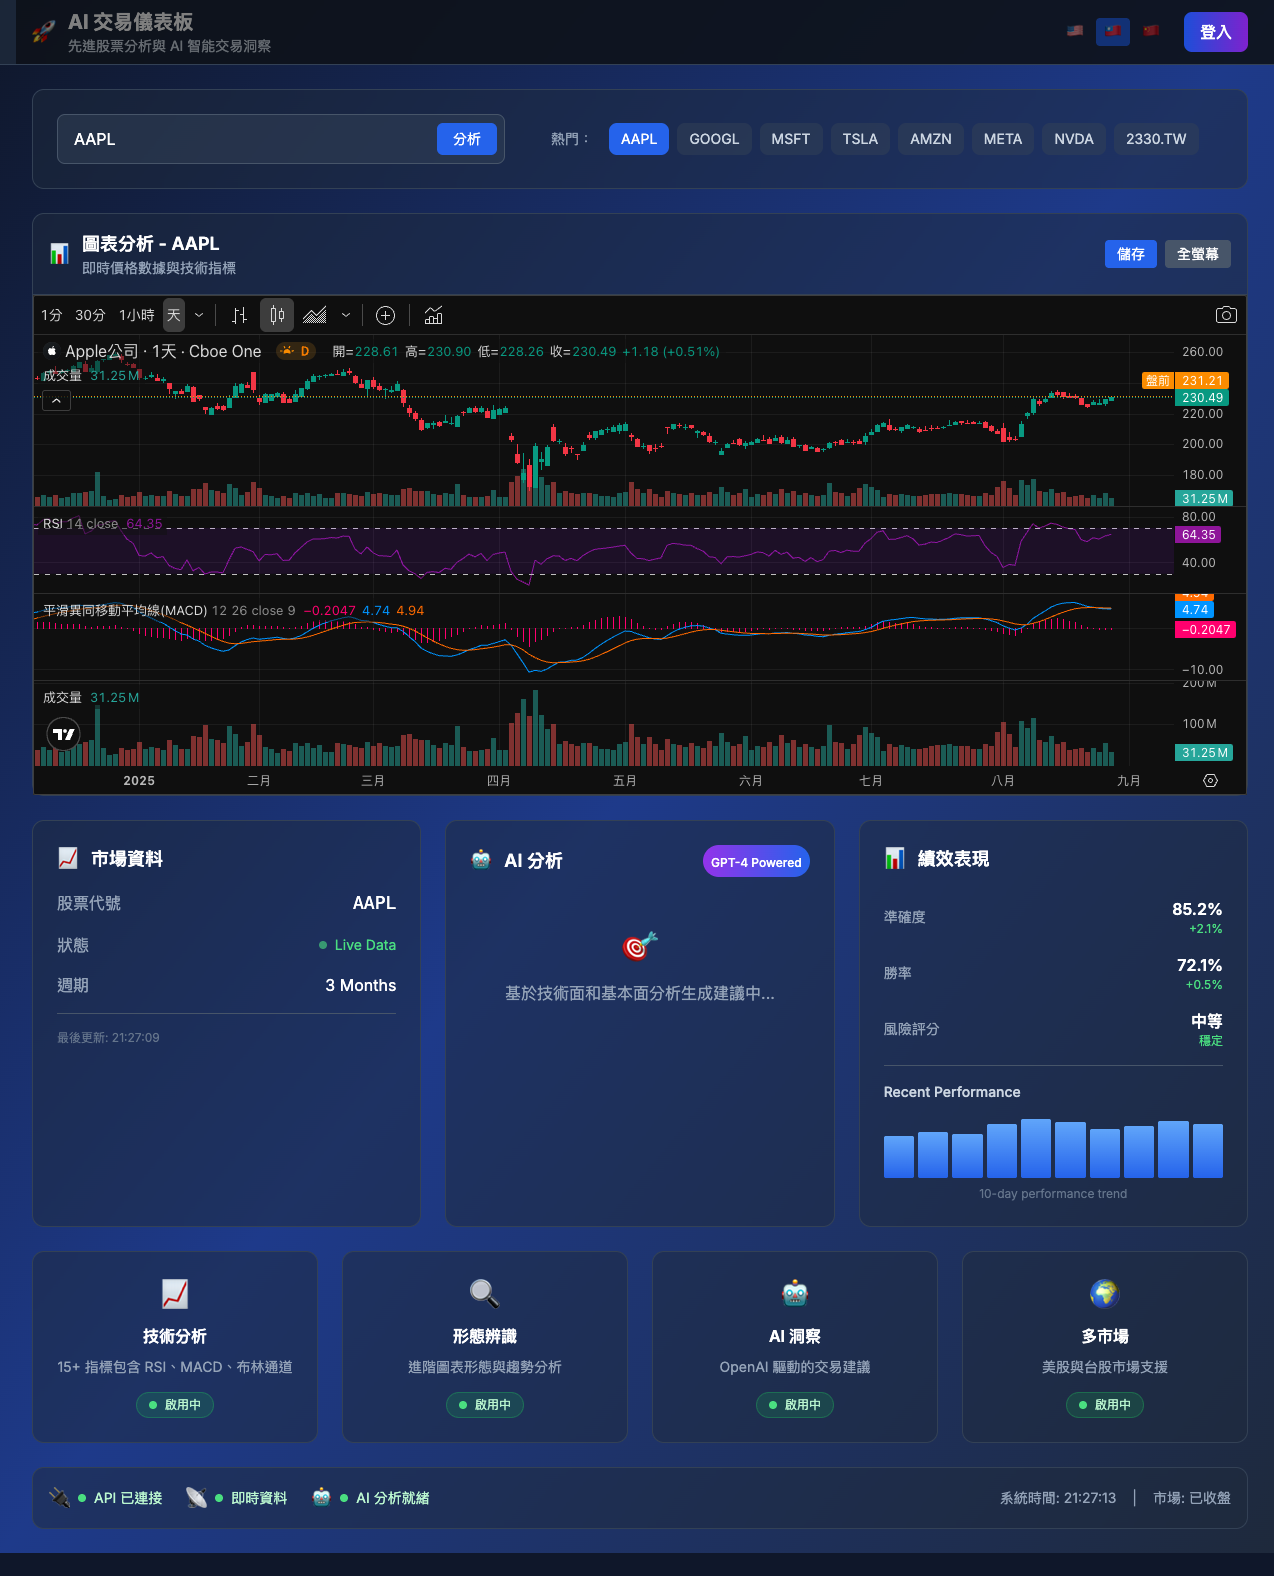 AI 交易儀表板
先進股票分析與 AI 智能交易洞察
登入
AAPL
分析
熱門：
AAPL
GOOGL
MSFT
TSLA
AMZN
META
NVDA
2330.TW
圖表分析 - AAPL
即時價格數據與技術指標
儲存
全螢幕
1分 30分 1小時 天
Apple公司 · 1天 · Cboe One
D
開=228.61 高=230.90 低=228.26 收=230.49 +1.18 (+0.51%)
成交量 31.25 M
260.00
盤前 231.21
230.49
220.00
200.00
180.00
31.25 M
RSI 14 close 64.35
80.00
64.35
40.00
平滑異同移動平均線(MACD) 12 26 close 9 −0.2047 4.74 4.94
4.94
4.74
−0.2047
−10.00
成交量 31.25 M
200 M
100 M
31.25 M
2025 二月 三月 四月 五月 六月 七月 八月 九月
市場資料
股票代號 AAPL
狀態 Live Data
週期 3 Months
最後更新: 21:27:09
AI 分析
GPT-4 Powered
基於技術面和基本面分析生成建議中...
績效表現
準確度 85.2%
+2.1%
勝率 72.1%
+0.5%
風險評分 中等
穩定
Recent Performance
10-day performance trend
技術分析
15+ 指標包含 RSI、MACD、布林通道
啟用中
形態辨識
進階圖表形態與趨勢分析
啟用中
AI 洞察
OpenAI 驅動的交易建議
啟用中
多市場
美股與台股市場支援
啟用中
API 已連接
即時資料
AI 分析就緒
系統時間: 21:27:13 | 市場: 已收盤